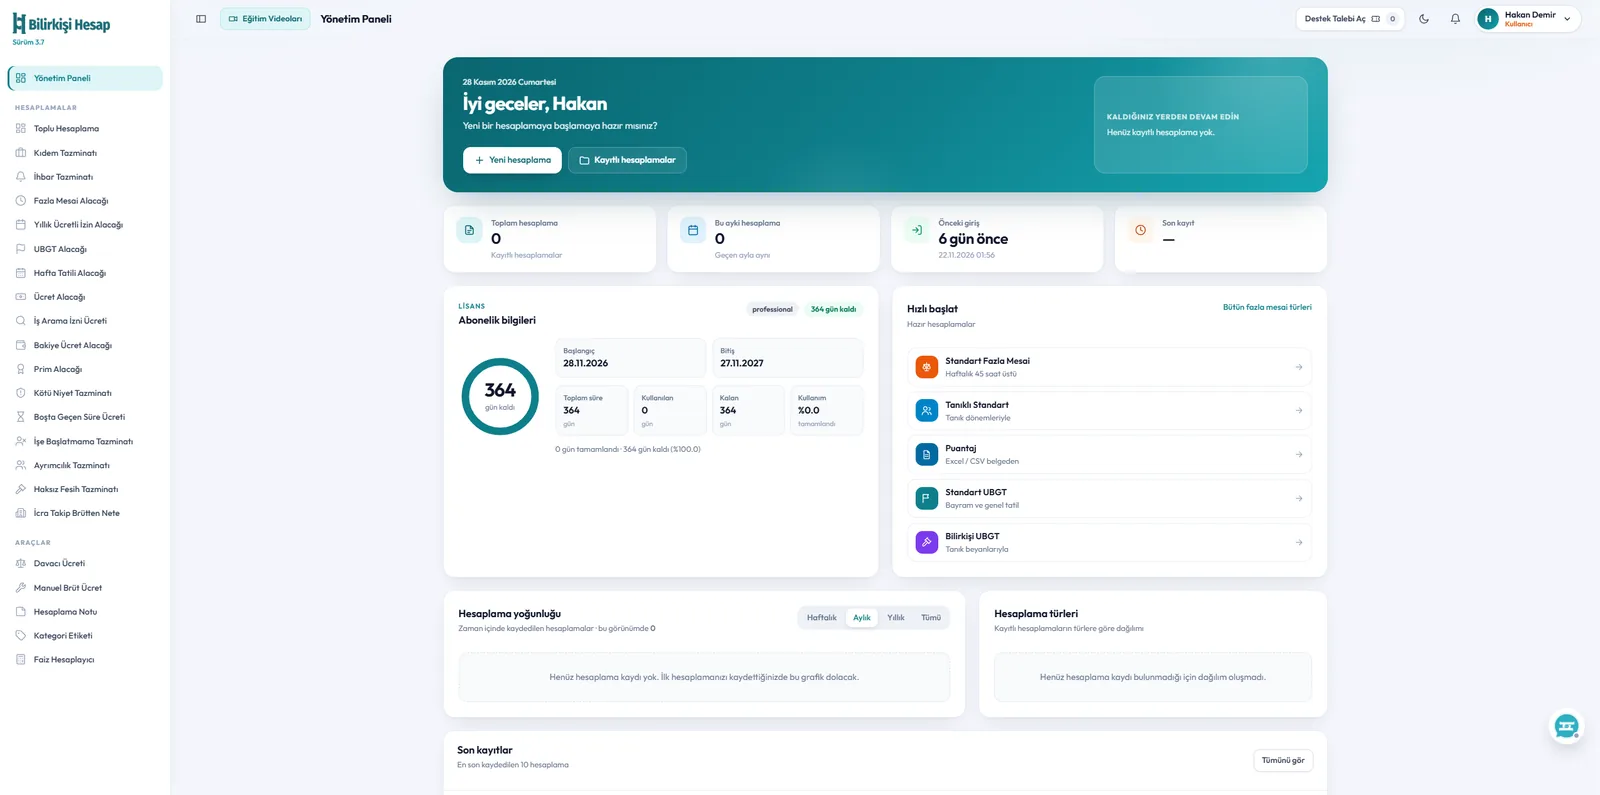 Bilirkişi Hesap
Sürüm 3.7
Yönetim Paneli
HESAPLAMALAR
Toplu Hesaplama
Kıdem Tazminatı
İhbar Tazminatı
Fazla Mesai Alacağı
Yıllık Ücretli İzin Alacağı
UBGT Alacağı
Hafta Tatili Alacağı
Ücret Alacağı
İş Arama İzni Ücreti
Bakiye Ücret Alacağı
Prim Alacağı
Kötü Niyet Tazminatı
Boşta Geçen Süre Ücreti
İşe Başlatmama Tazminatı
Ayrımcılık Tazminatı
Haksız Fesih Tazminatı
İcra Takip Brütten Nete
ARAÇLAR
Davacı Ücreti
Manuel Brüt Ücret
Hesaplama Notu
Kategori Etiketi
Faiz Hesaplayıcı
Eğitim Videoları
Yönetim Paneli
Destek Talebi Aç 0
H
Hakan Demir
Kullanıcı
28 Kasım 2026 Cumartesi
İyi geceler, Hakan
Yeni bir hesaplamaya başlamaya hazır mısınız?
Yeni hesaplama
Kayıtlı hesaplamalar
KALDIĞINIZ YERDEN DEVAM EDİN
Henüz kayıtlı hesaplama yok.
Toplam hesaplama
0
Kayıtlı hesaplamalar
Bu ayki hesaplama
0
Geçen ayla aynı
Önceki giriş
6 gün önce
22.11.2026 01:56
Son kayıt
—
LİSANS
Abonelik bilgileri
professional
364 gün kaldı
364
gün kaldı
Başlangıç
28.11.2026
Bitiş
27.11.2027
Toplam süre
364
gün
Kullanılan
0
gün
Kalan
364
gün
Kullanım
%0.0
tamamlandı
0 gün tamamlandı · 364 gün kaldı (%100.0)
Hızlı başlat
Hazır hesaplamalar
Bütün fazla mesai türleri
Standart Fazla Mesai
Haftalık 45 saat üstü
Tanıklı Standart
Tanık dönemleriyle
Puantaj
Excel / CSV belgeden
Standart UBGT
Bayram ve genel tatil
Bilirkişi UBGT
Tanık beyanlarıyla
Hesaplama yoğunluğu
Zaman içinde kaydedilen hesaplamalar · bu görünümde 0
Haftalık
Aylık
Yıllık
Tümü
Henüz hesaplama kaydı yok. İlk hesaplamanızı kaydettiğinizde bu grafik dolacak.
Hesaplama türleri
Kayıtlı hesaplamaların türlere göre dağılımı
Henüz hesaplama kaydı bulunmadığı için dağılım oluşmadı.
Son kayıtlar
En son kaydedilen 10 hesaplama
Tümünü gör